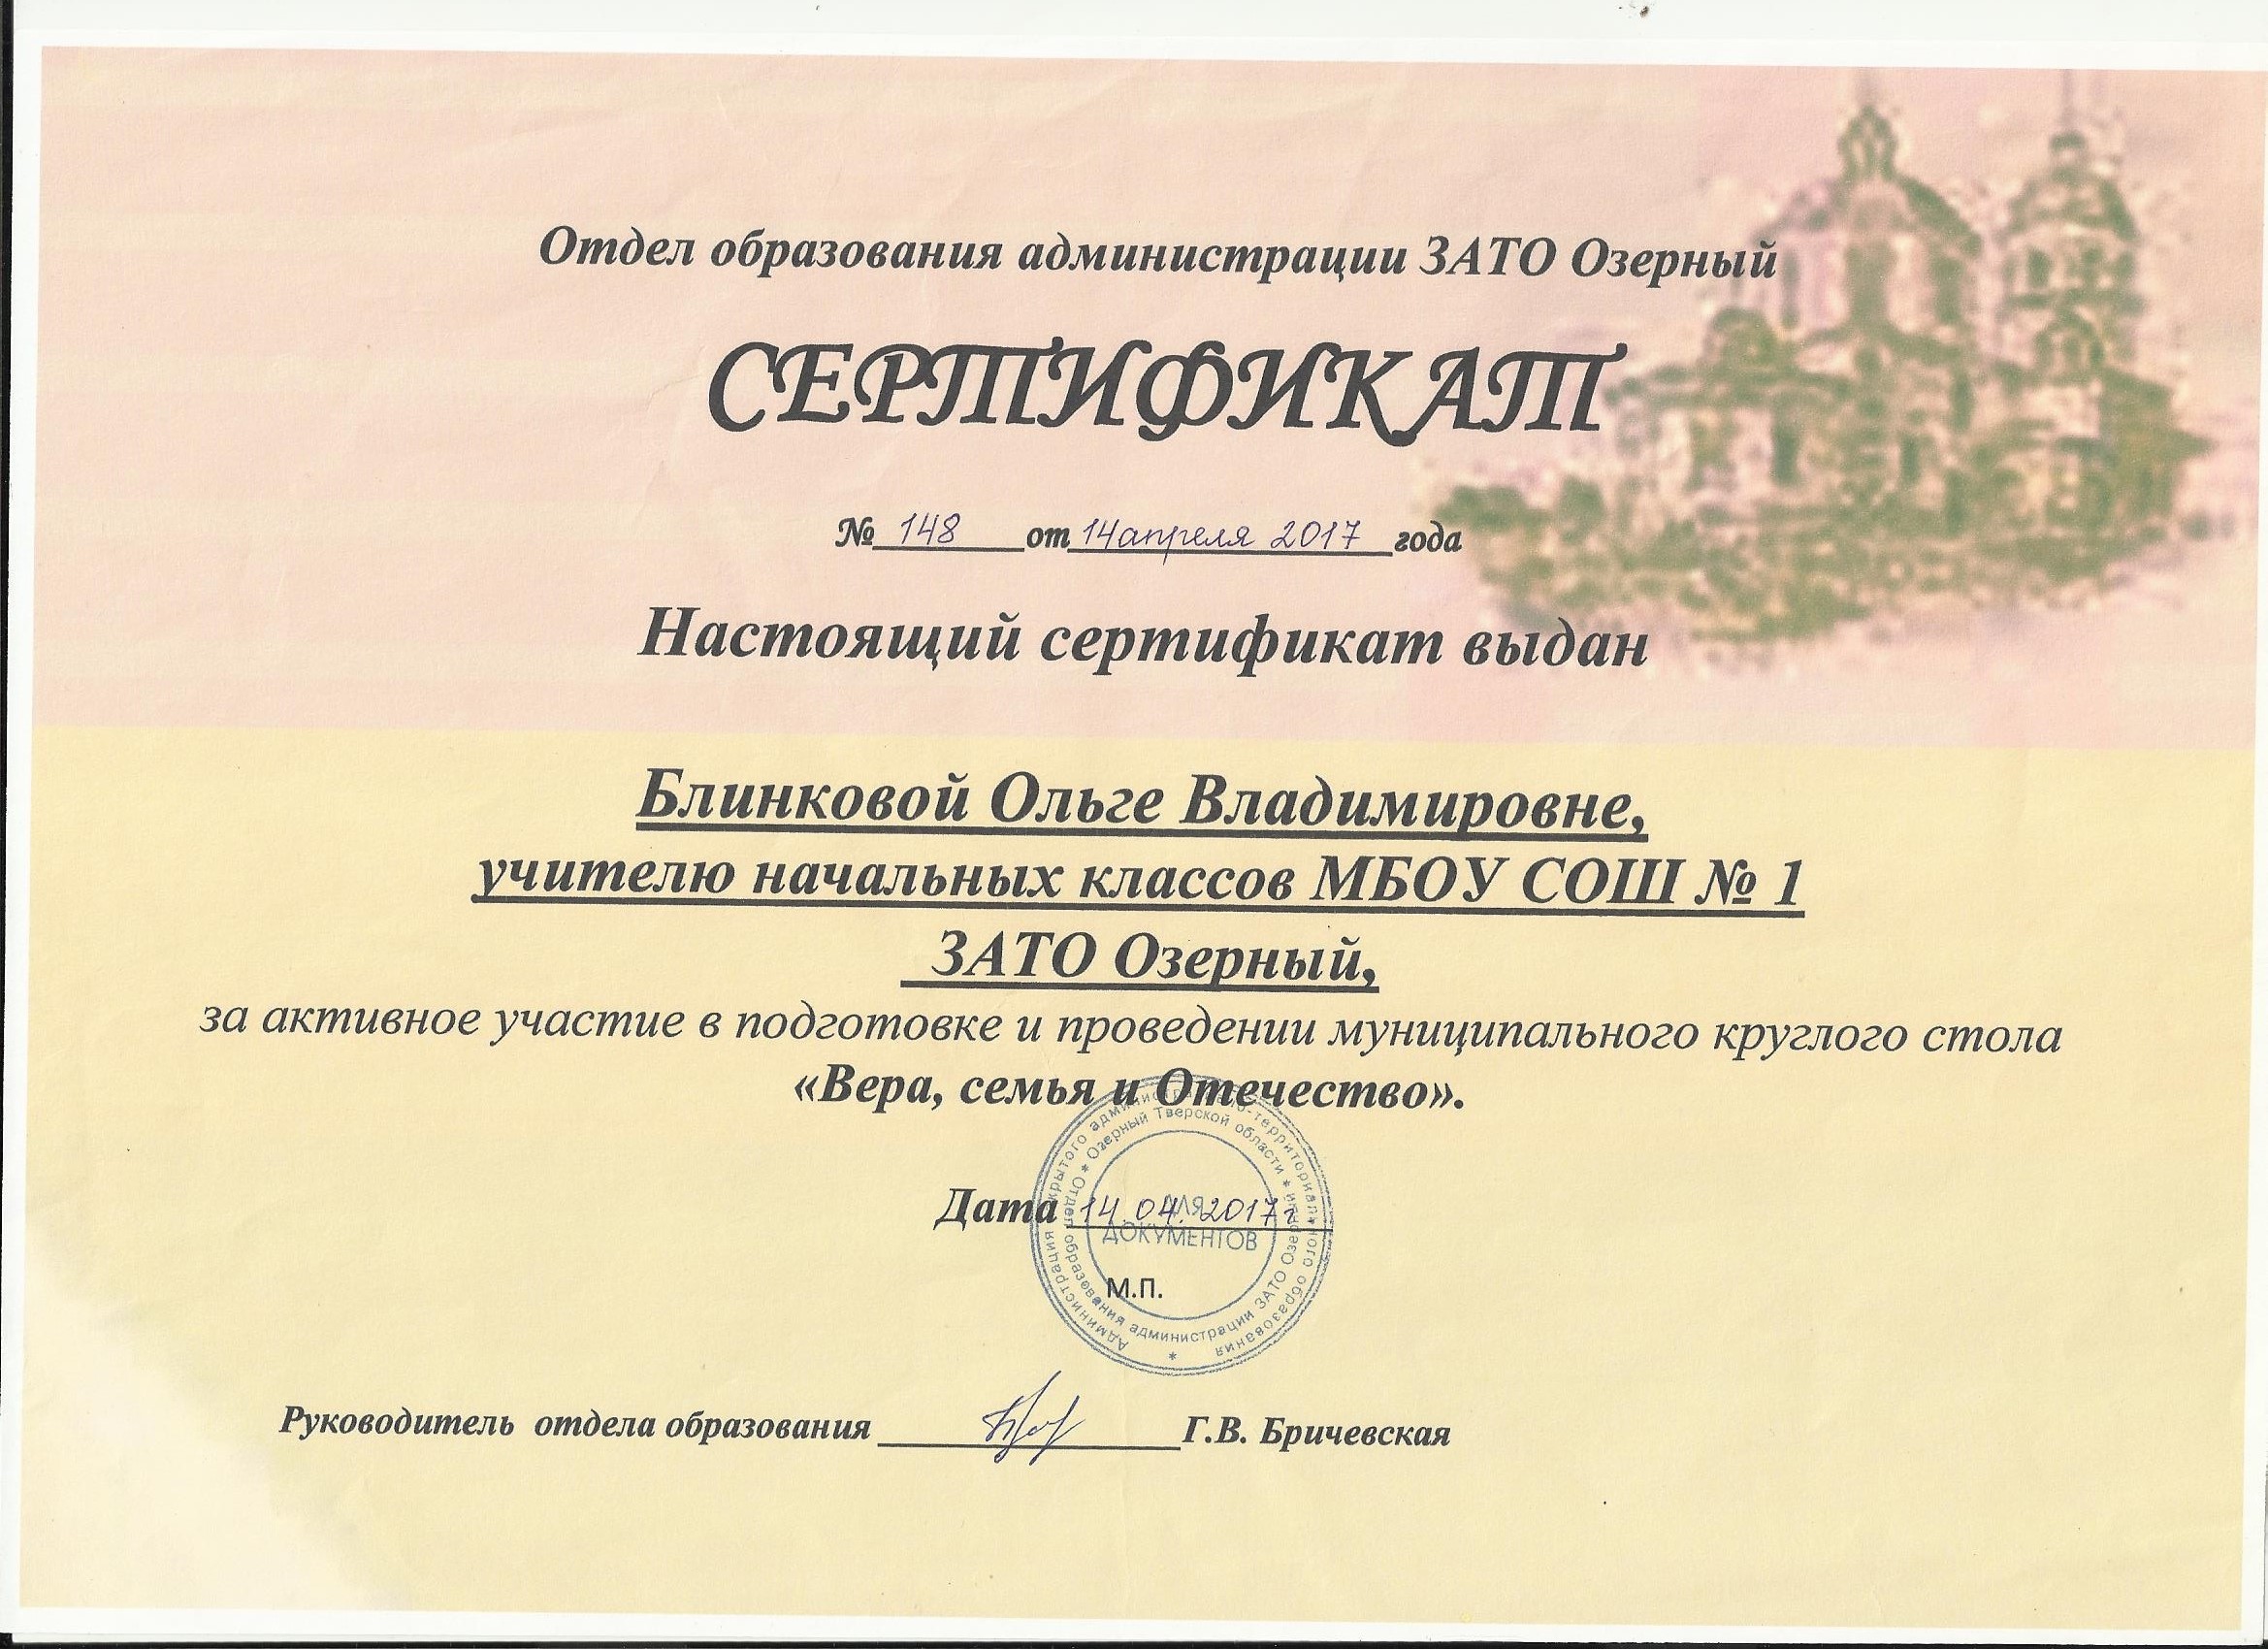 Отдел образования администрации ЗАТО Озерный
СЕРТИФИКАТ
№ 148 от 14 апреля 2017 года
Настоящий сертификат выдан
Блинковой Ольге Владимировне,
учителю начальных классов МБОУ СОШ № 1
ЗАТО Озерный,
за активное участие в подготовке и проведении муниципального круглого стола
«Вера, семья и Отечество».
Дата 14.04.2017г
М.П.
Администрация закрытого административно-территориального образования
Озерный Тверской области * Отдел образования администрации ЗАТО Озерный *
ДЛЯ
ДОКУМЕНТОВ
Руководитель отдела образования Г.В. Бричевская